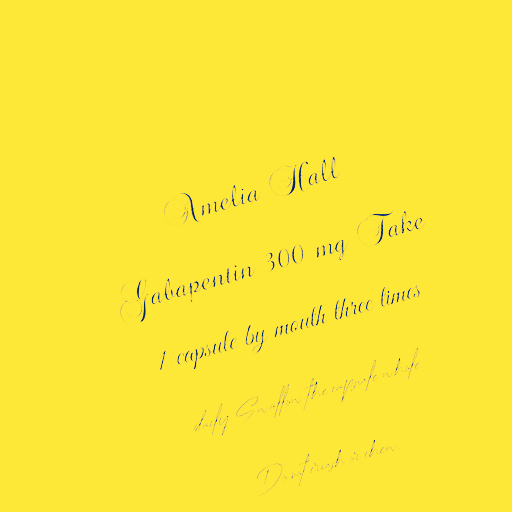 Amelia Hall
Gabapentin 300 mg Take
1 capsule by mouth three times
daily Swallow the capsule whole
Do not crush or chew